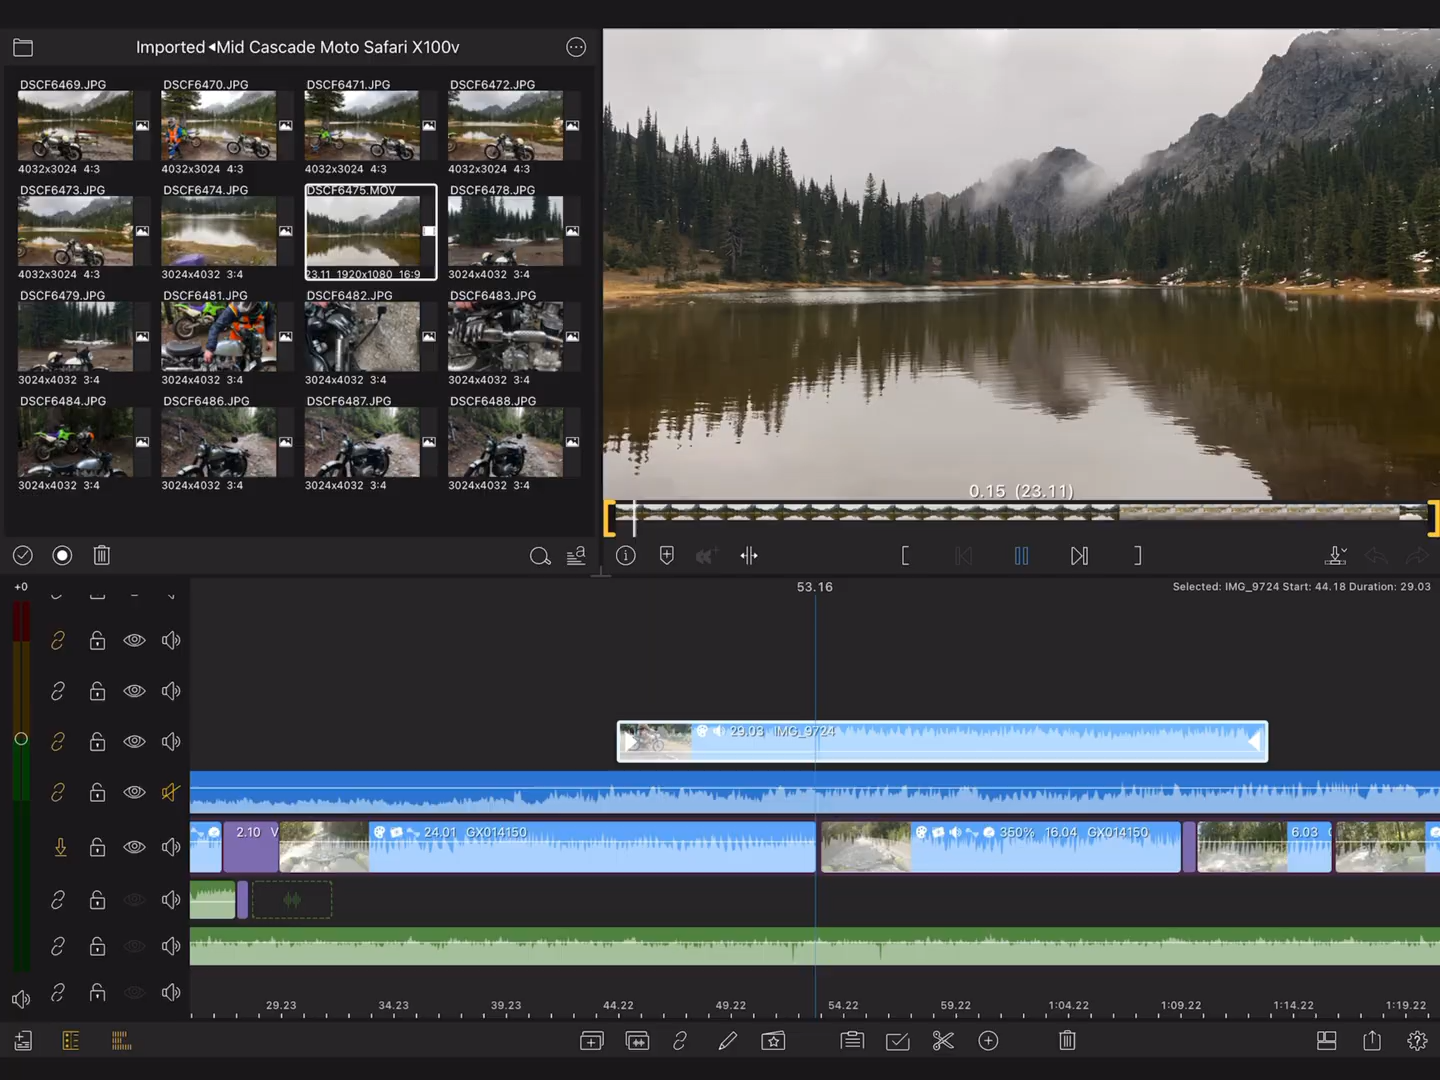 Imported◂Mid Cascade Moto Safari X100v
DSCF6469.JPG DSCF6470.JPG DSCF6471.JPG DSCF6472.JPG
4032x3024 4:3 4032x3024 4:3 4032x3024 4:3 4032x3024 4:3
DSCF6473.JPG DSCF6474.JPG DSCF6475.MOV DSCF6478.JPG
4032x3024 4:3 3024x4032 3:4 23.11 1920x1080 16:9 3024x4032 3:4
DSCF6479.JPG DSCF6481.JPG DSCF6482.JPG DSCF6483.JPG
3024x4032 3:4 3024x4032 3:4 3024x4032 3:4 3024x4032 3:4
DSCF6484.JPG DSCF6486.JPG DSCF6487.JPG DSCF6488.JPG
3024x4032 3:4 3024x4032 3:4 3024x4032 3:4 3024x4032 3:4
0.15 (23.11)
+0 53.16 Selected: IMG_9724 Start: 44.18 Duration: 29.03
29.03 IMG_9724
2.10 V 24.01 GX014150 350% 16.04 GX014150 6.03
29.23 34.23 39.23 44.22 49.22 54.22 59.22 1:04.22 1:09.22 1:14.22 1:19.22